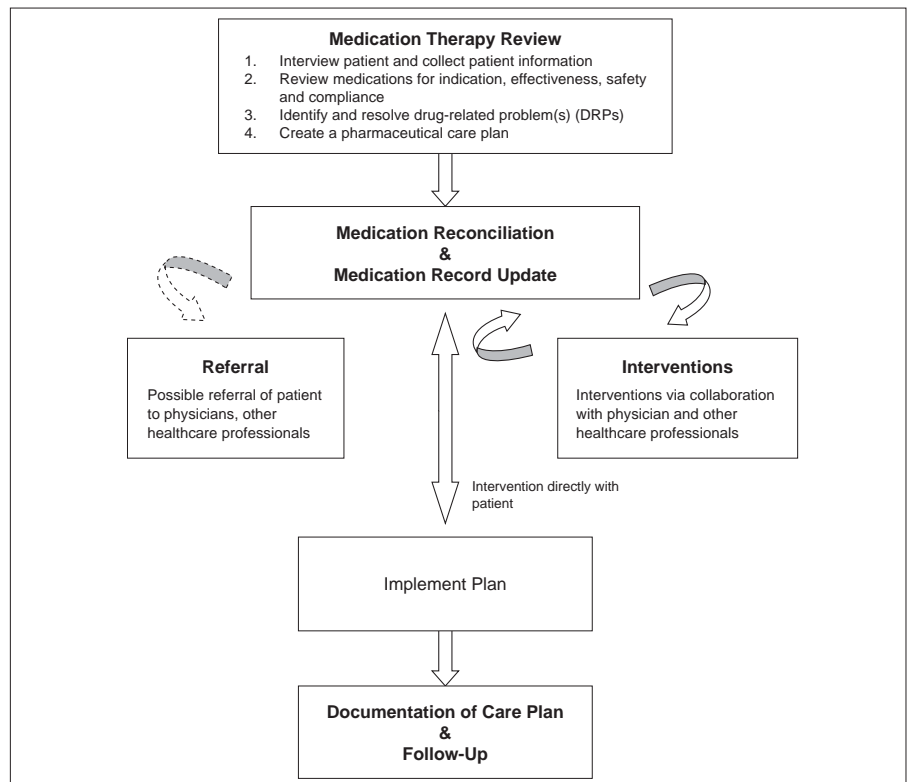 Medication Therapy Review
1. Interview patient and collect patient information
2. Review medications for indication, effectiveness, safety
and compliance
3. Identify and resolve drug-related problem(s) (DRPs)
4. Create a pharmaceutical care plan
Medication Reconciliation
&
Medication Record Update
Referral
Possible referral of patient
to physicians, other
healthcare professionals
Interventions
Interventions via collaboration
with physician and other
healthcare professionals
Intervention directly with
patient
Implement Plan
Documentation of Care Plan
&
Follow-Up